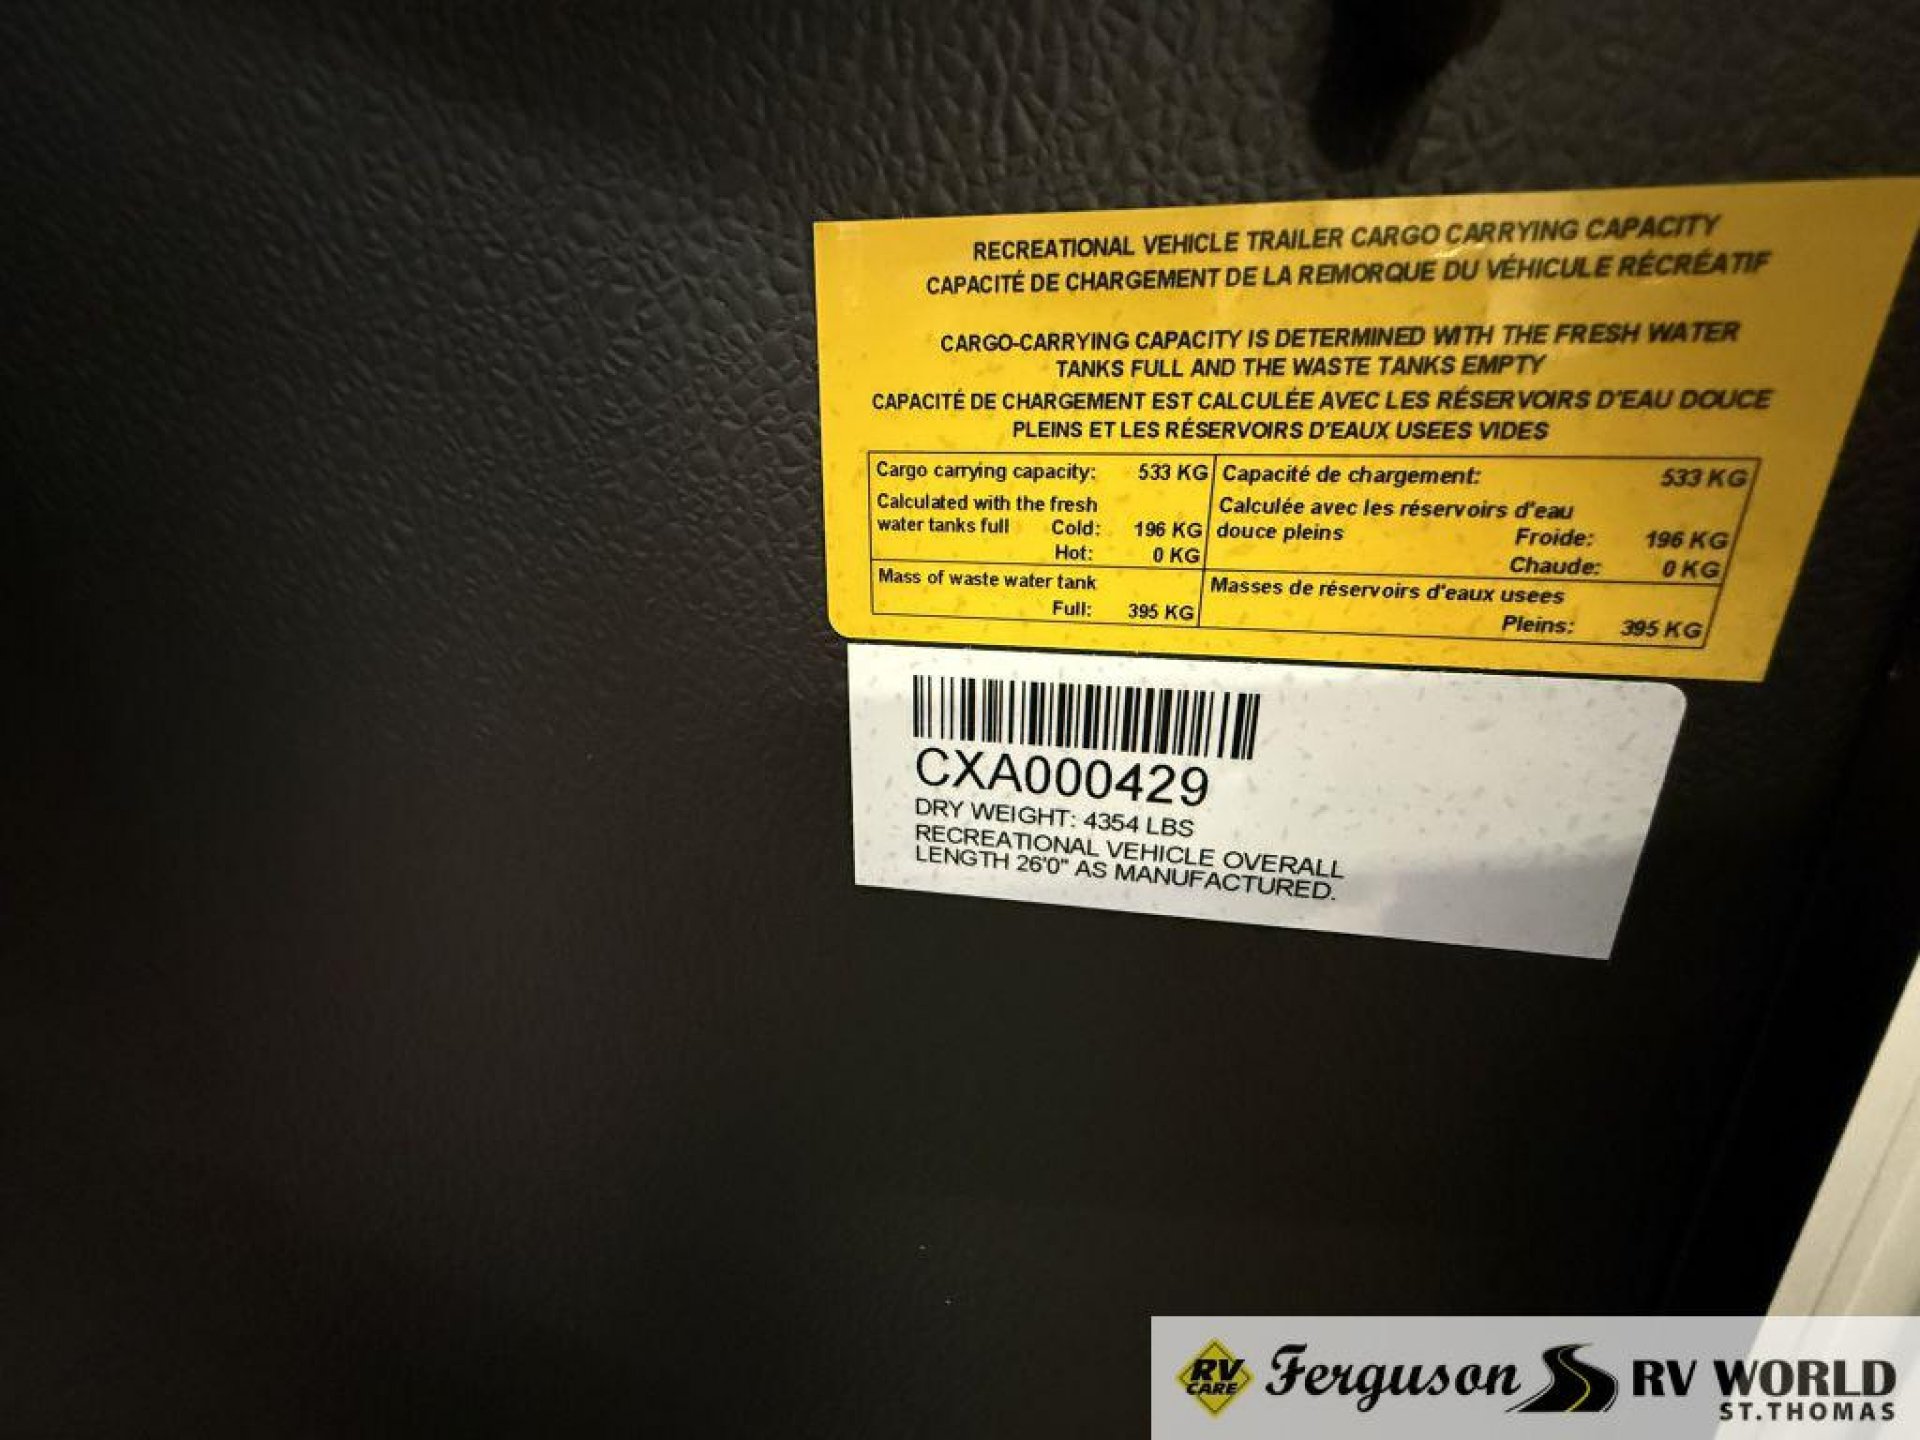 RECREATIONAL VEHICLE TRAILER CARGO CARRYING CAPACITY
CAPACITÉ DE CHARGEMENT DE LA REMORQUE DU VÉHICULE RÉCRÉATIF
CARGO-CARRYING CAPACITY IS DETERMINED WITH THE FRESH WATER
TANKS FULL AND THE WASTE TANKS EMPTY
CAPACITÉ DE CHARGEMENT EST CALCULÉE AVEC LES RÉSERVOIRS D'EAU DOUCE
PLEINS ET LES RÉSERVOIRS D'EAUX USEES VIDES
Cargo carrying capacity: 533 KG
Calculated with the fresh
water tanks full Cold: 196 KG
Hot: 0 KG
Mass of waste water tank
Full: 395 KG
Capacité de chargement: 533 KG
Calculée avec les réservoirs d'eau
douce pleins Froide: 196 KG
Chaude: 0 KG
Masses de réservoirs d'eaux usees
Pleins: 395 KG
CXA000429
DRY WEIGHT: 4354 LBS
RECREATIONAL VEHICLE OVERALL
LENGTH 26'0" AS MANUFACTURED.
RV CARE
Ferguson RV WORLD
ST.THOMAS